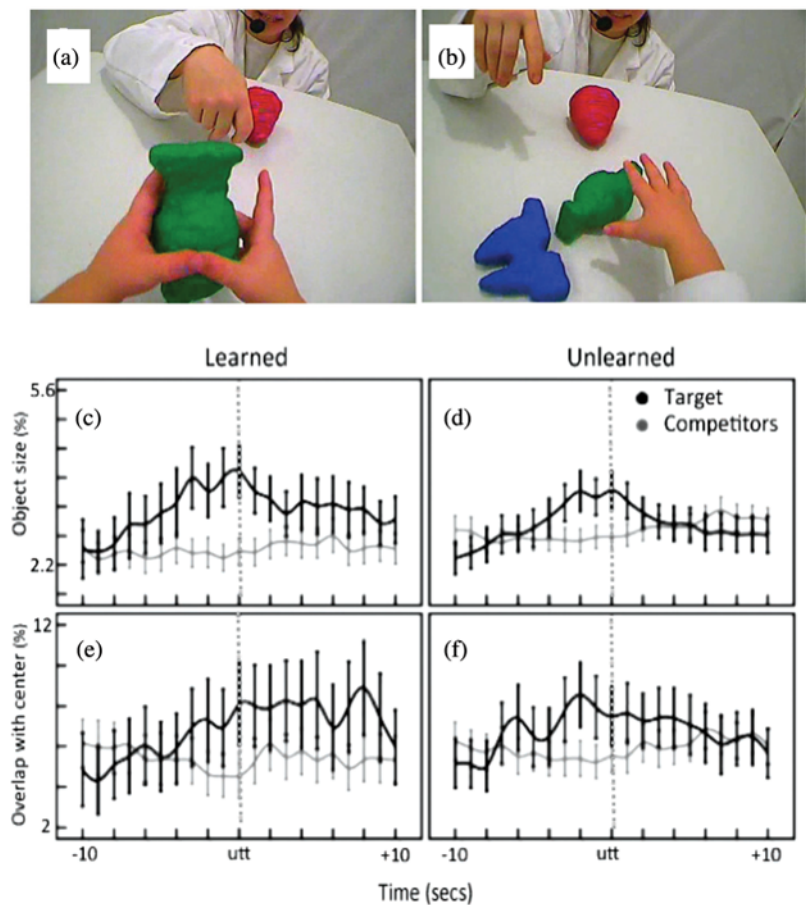 (a) (b)
Learned Unlearned
5.6
(c) (d) Target
Competitors
Object size (%)
2.2
12
(e) (f)
Overlap with center (%)
2
-10 utt +10 -10 utt +10
Time (secs)